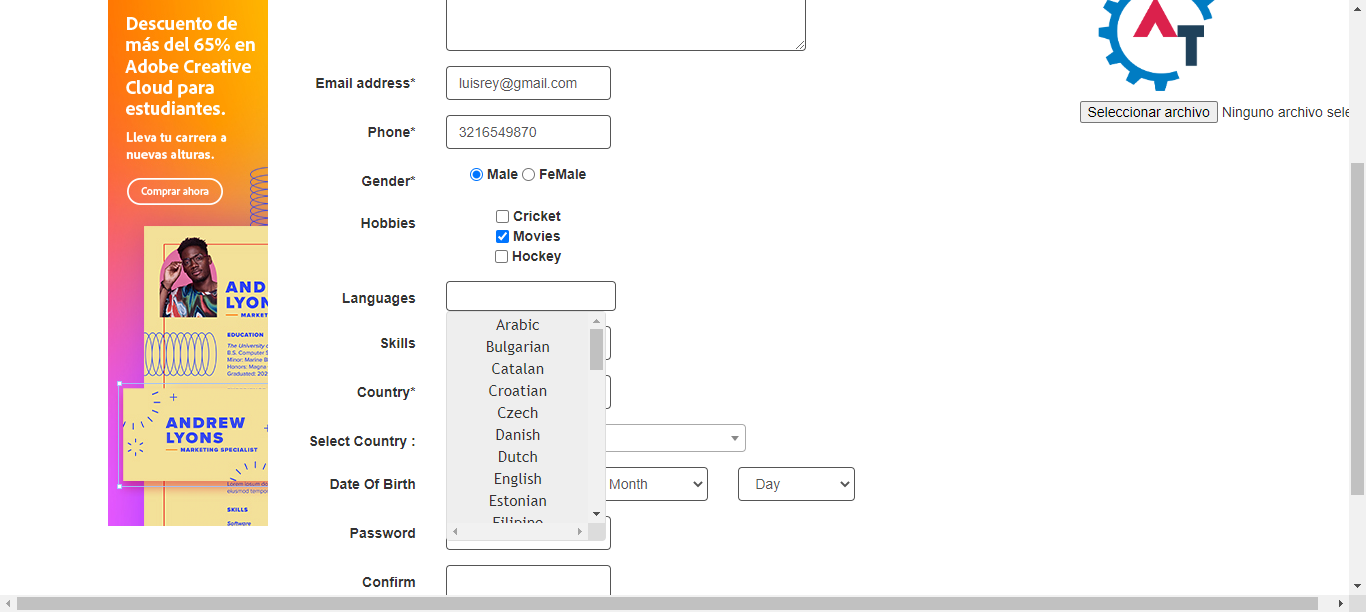 Descuento de
más del 65% en
Adobe Creative
Cloud para
estudiantes.
Lleva tu carrera a
nuevas alturas.
Comprar ahora
AND
LYON
MARKET
EDUCATION
The University o
B.S. Computer S
Minor: Marine B
Honors: Magna
Graduated: 202
ANDREW
LYONS
MARKETING SPECIALIST
Lorem ipsum do
eiusmod tempo
SKILLS
Software
Email address*
luisrey@gmail.com
Phone*
3216549870
Gender*
Male FeMale
Hobbies
Cricket
Movies
Hockey
Languages
Arabic
Bulgarian
Catalan
Croatian
Czech
Danish
Dutch
English
Estonian
Filipino
Skills
Country*
Select Country :
Date Of Birth
Month Day
Password
Confirm
AT
Seleccionar archivo Ninguno archivo sele